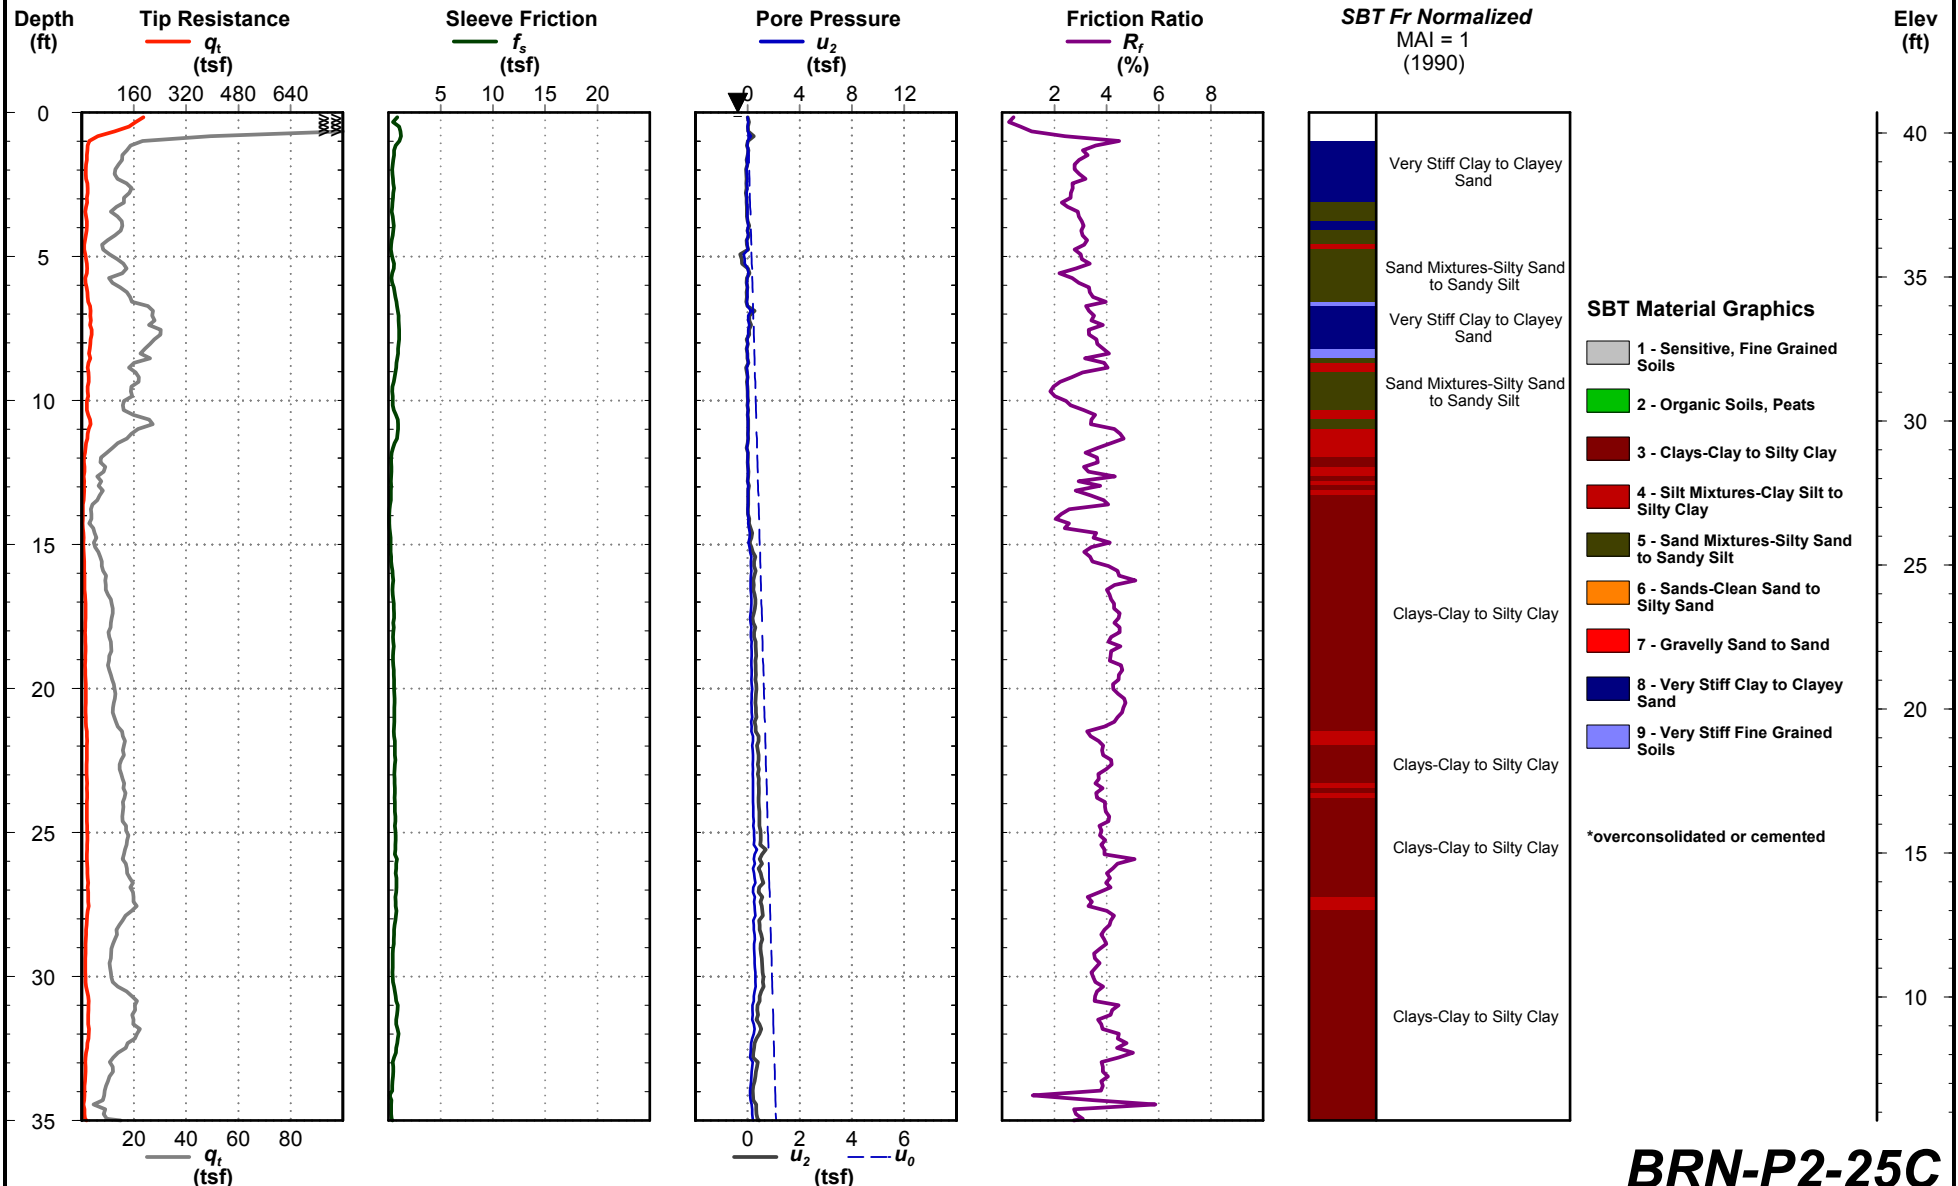 Depth
(ft)
Tip Resistance
qt
(tsf)
Sleeve Friction
fs
(tsf)
Pore Pressure
u2
(tsf)
Friction Ratio
Rf
(%)
SBT Fr Normalized
MAI = 1
(1990)
Elev
(ft)
160 320 480 640
5 10 15 20
0 4 8 12
2 4 6 8
0
5
10
15
20
25
30
35
20 40 60 80
qt
(tsf)
0 2 4 6
u2 u0
(tsf)
Very Stiff Clay to Clayey
Sand
Sand Mixtures-Silty Sand
to Sandy Silt
Very Stiff Clay to Clayey
Sand
Sand Mixtures-Silty Sand
to Sandy Silt
Clays-Clay to Silty Clay
Clays-Clay to Silty Clay
Clays-Clay to Silty Clay
Clays-Clay to Silty Clay
SBT Material Graphics
1 - Sensitive, Fine Grained
Soils
2 - Organic Soils, Peats
3 - Clays-Clay to Silty Clay
4 - Silt Mixtures-Clay Silt to
Silty Clay
5 - Sand Mixtures-Silty Sand
to Sandy Silt
6 - Sands-Clean Sand to
Silty Sand
7 - Gravelly Sand to Sand
8 - Very Stiff Clay to Clayey
Sand
9 - Very Stiff Fine Grained
Soils
*overconsolidated or cemented
40
35
30
25
20
15
10
BRN-P2-25C